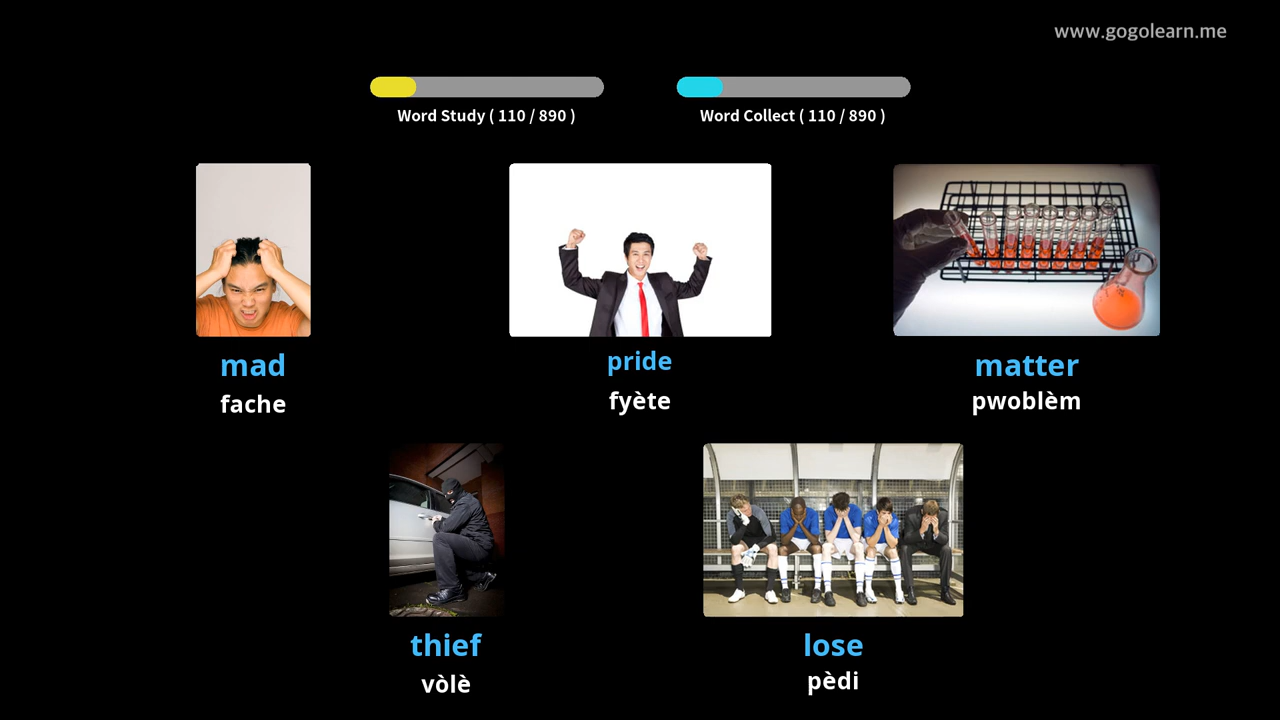 www.gogolearn.me
Word Study ( 110 / 890 )
Word Collect ( 110 / 890 )
mad
fache
pride
fyète
matter
pwoblèm
thief
vòlè
lose
pèdi